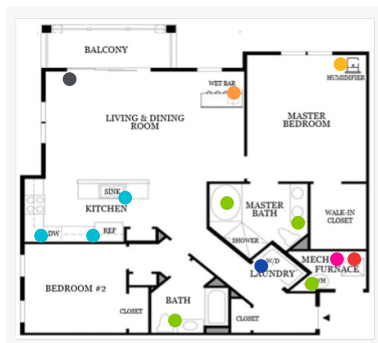 BALCONY
WET BAR
HUMIDIFIER
LIVING & DINING
ROOM
MASTER
BEDROOM
SINK
KITCHEN
MASTER
BATH
WALK-IN
CLOSET
DW
REF
SHOWER
W/D
LAUNDRY
MECH
FURNACE
WH
BEDROOM #2
BATH
CLOSET
CLOSET